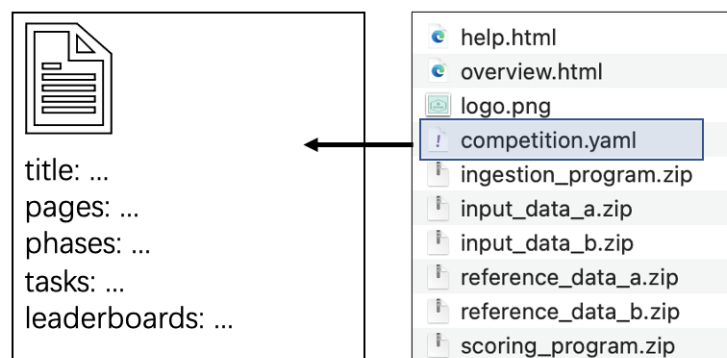 title: ...
pages: ...
phases: ...
tasks: ...
leaderboards: ...
help.html
overview.html
logo.png
competition.yaml
ingestion_program.zip
input_data_a.zip
input_data_b.zip
reference_data_a.zip
reference_data_b.zip
scoring_program.zip